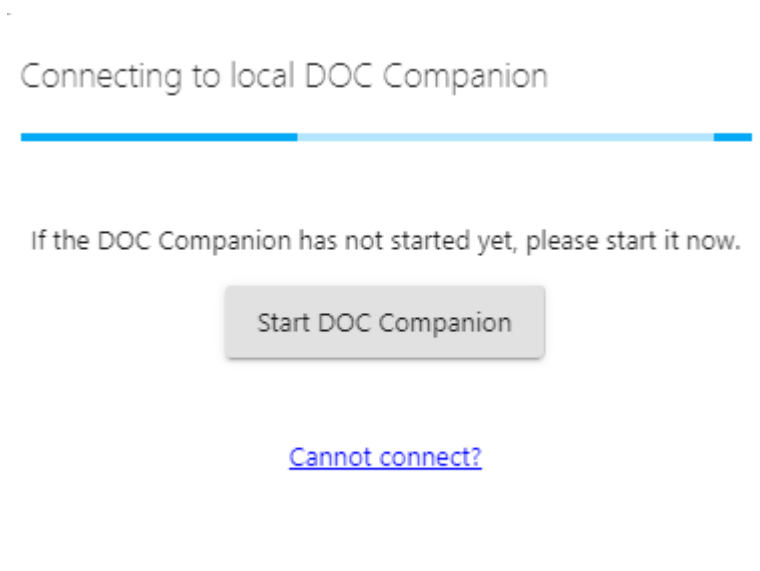 Connecting to local DOC Companion
If the DOC Companion has not started yet, please start it now.
Start DOC Companion
Cannot connect?